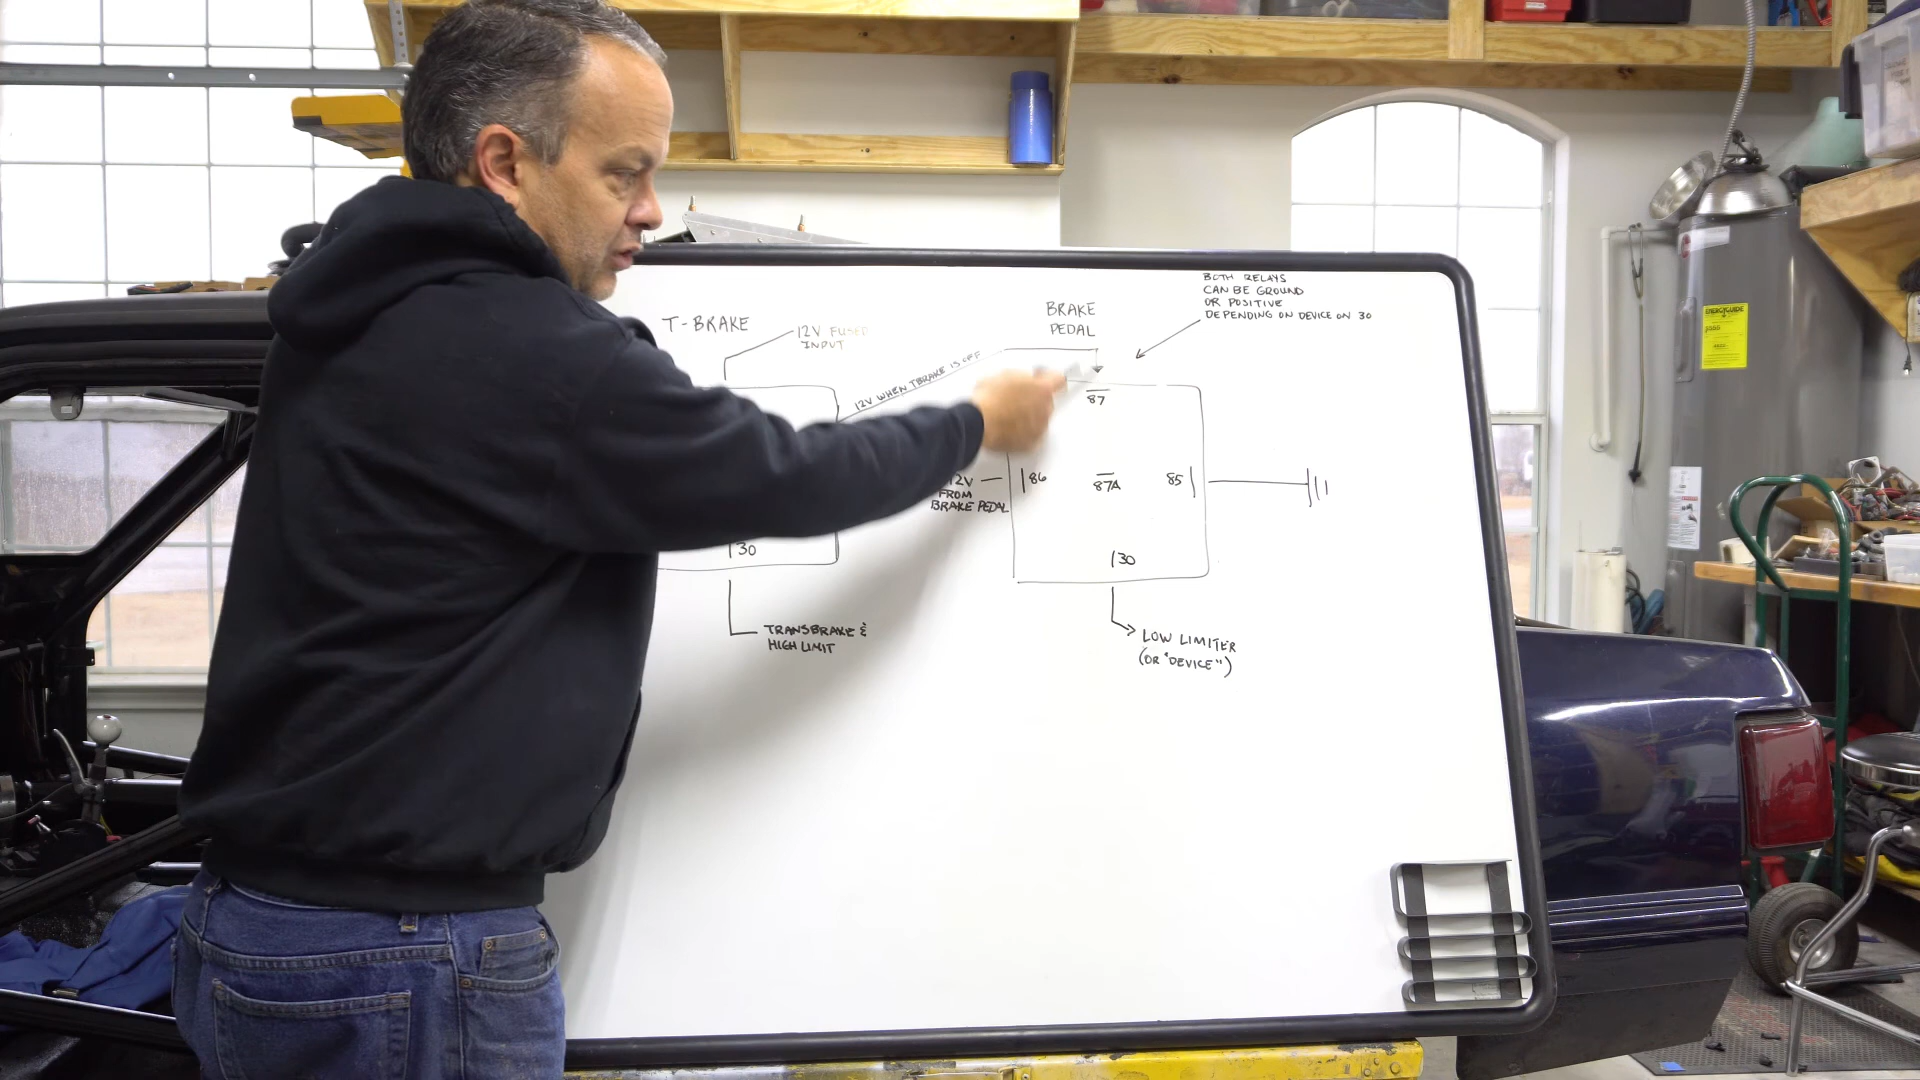 T-BRAKE
12V FUSED
INPUT
12V WHEN TBRAKE IS OFF
30
TRANSBRAKE &
HIGH LIMIT
BRAKE
PEDAL
BOTH RELAYS
CAN BE GROUND
OR POSITIVE
DEPENDING ON DEVICE ON 30
87
86
87A
85
12V
FROM
BRAKE PEDAL
30
LOW LIMITER
(OR "DEVICE")
ENERGYGUIDE